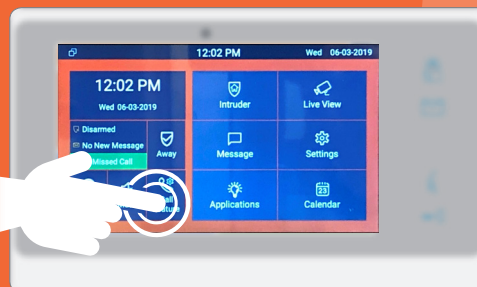 12:02 PM
Wed 06-03-2019
12:02 PM
Wed 06-03-2019
Disarmed
No New Message
Missed Call
Away
Intruder
Live View
Message
Settings
Applications
23
Calendar